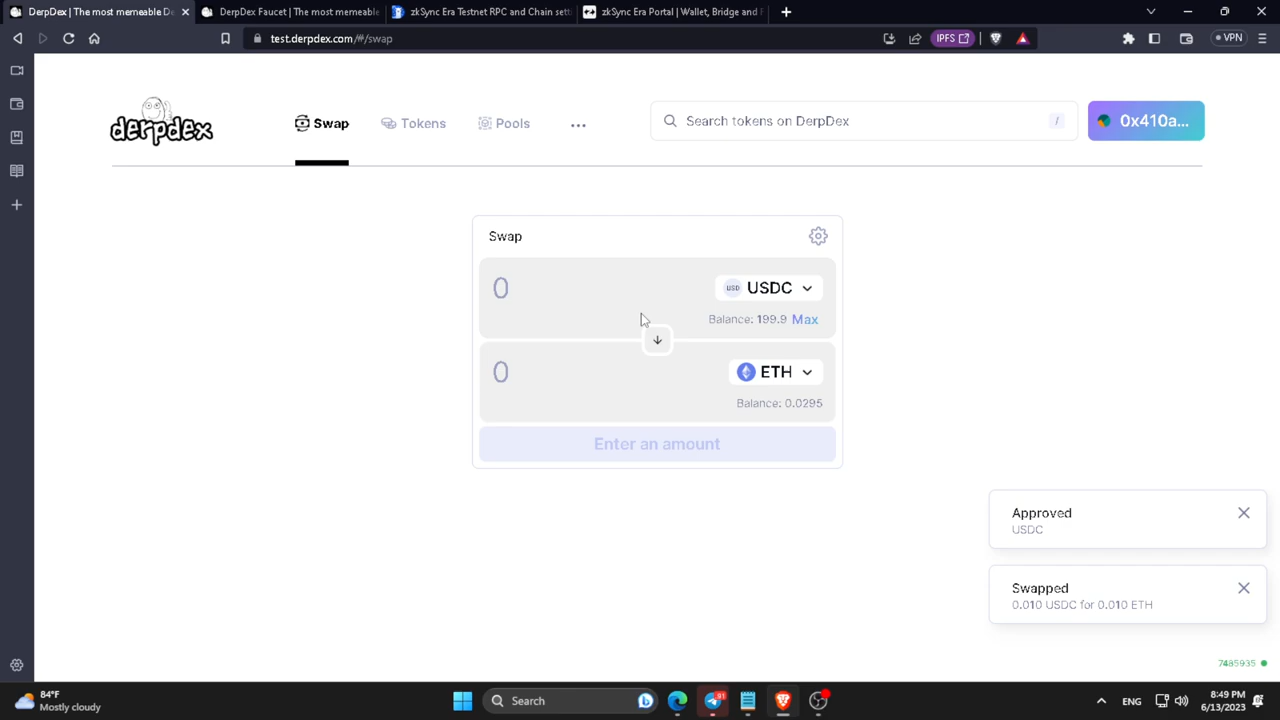 DerpDex | The most memeable De
DerpDex Faucet | The most memeable
zkSync Era Testnet RPC and Chain sett
zkSync Era Portal | Wallet, Bridge and F
test.derpdex.com/#/swap
IPFS
VPN
derpdex
Swap
Tokens
Pools
...
Search tokens on DerpDex
/
0x410a...
Swap
0
USD USDC
Balance: 199.9 Max
0
ETH
Balance: 0.0295
Enter an amount
Approved
USDC
Swapped
0.010 USDC for 0.010 ETH
7485935
84°F
Mostly cloudy
Search
91
ENG
8:49 PM
6/13/2023